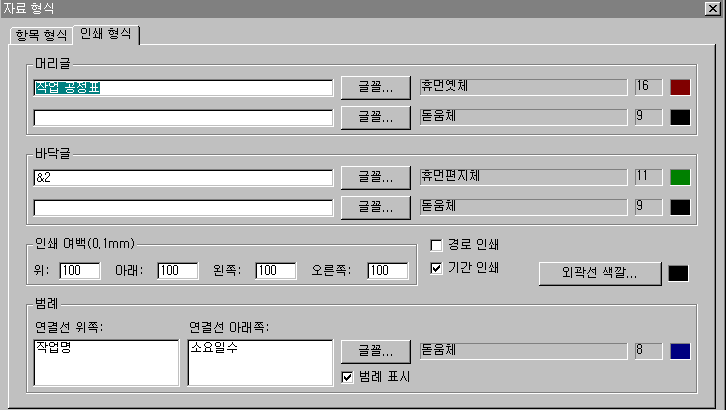 자료 형식
항목 형식 인쇄 형식
머리글
작업 공정표 글꼴... 휴먼옛체 16
글꼴... 돋움체 9
바닥글
&2 글꼴... 휴먼편지체 11
글꼴... 돋움체 9
인쇄 여백(0.1mm)
경로 인쇄
위: 100 아래: 100 왼쪽: 100 오른쪽: 100
기간 인쇄
외곽선 색깔...
범례
연결선 위쪽: 연결선 아래쪽:
작업명 소요일수 글꼴... 돋움체 8
범례 표시